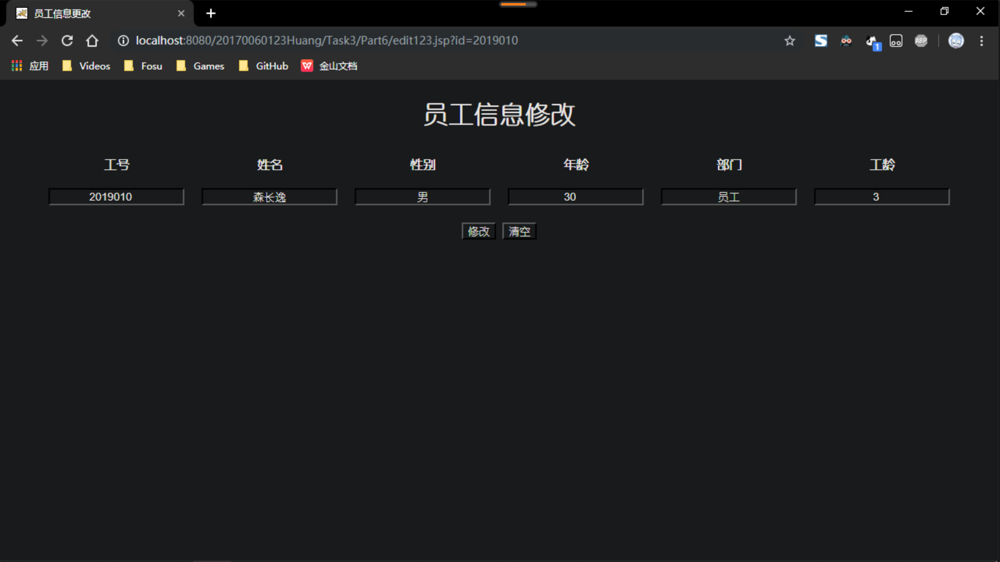 员工信息更改
localhost:8080/20170060123Huang/Task3/Part6/edit123.jsp?id=2019010
ABP
1
应用 Videos Fosu Games GitHub 金山文档
员工信息修改
工号 姓名 性别 年龄 部门 工龄
2019010 森长逸 男 30 员工 3
修改 清空